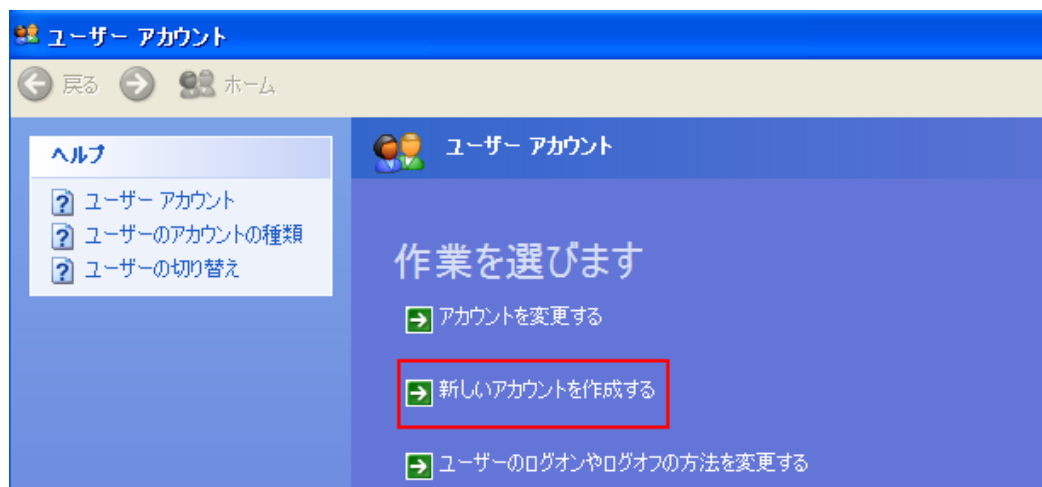 ユーザー アカウント
戻る ホーム
ヘルプ
ユーザー アカウント
ユーザーのアカウントの種類
ユーザーの切り替え
ユーザー アカウント
作業を選びます
アカウントを変更する
新しいアカウントを作成する
ユーザーのログオンやログオフの方法を変更する